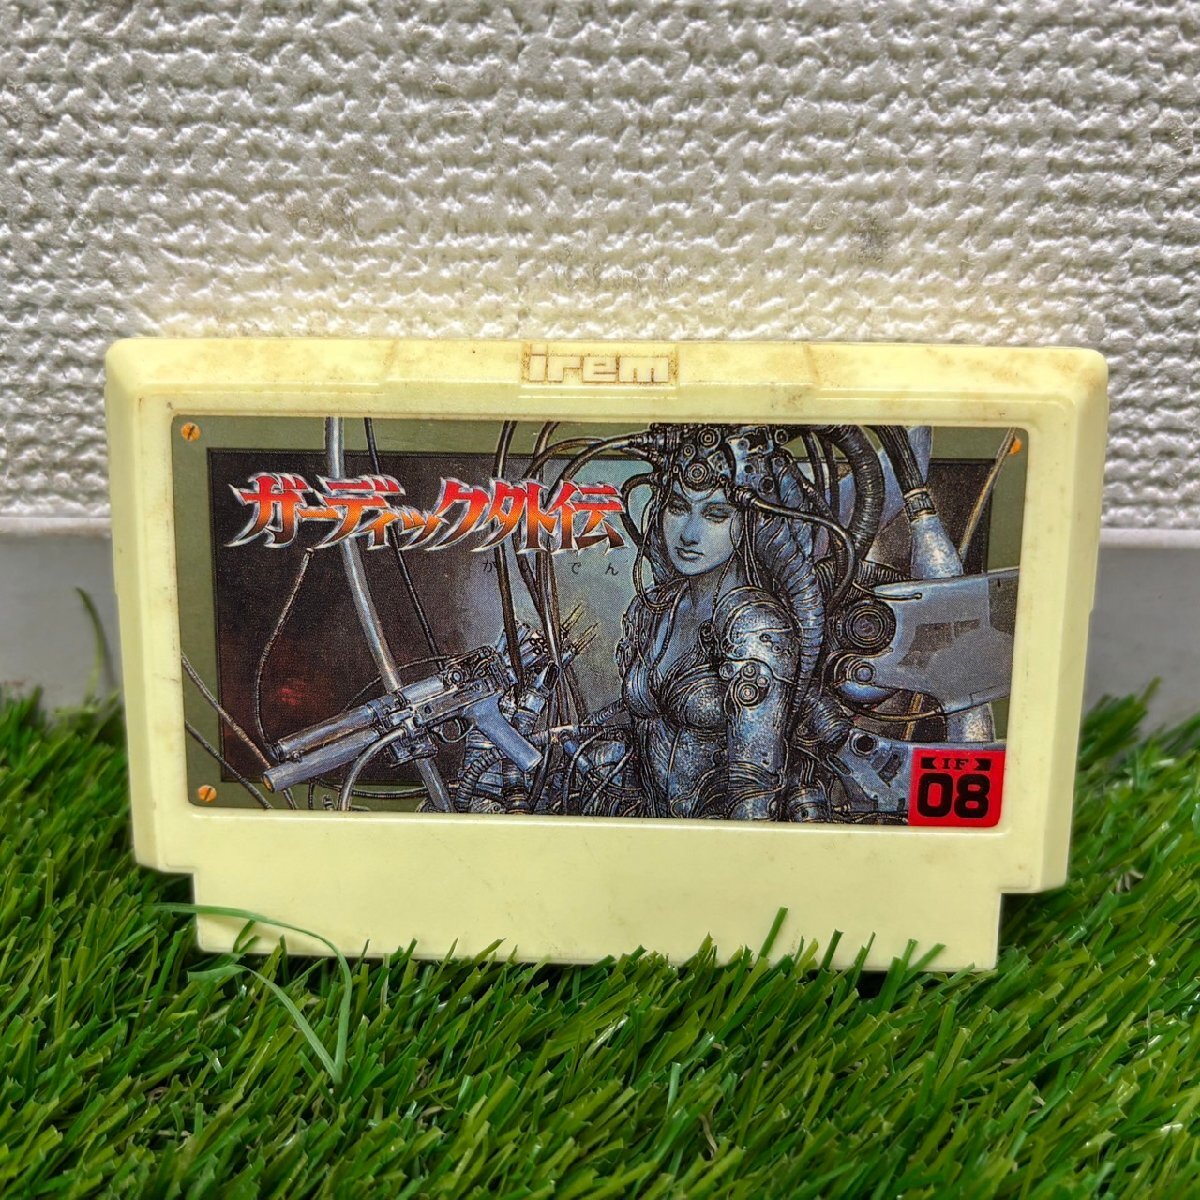 irem
ガーディック外伝
がいでん
IF
08